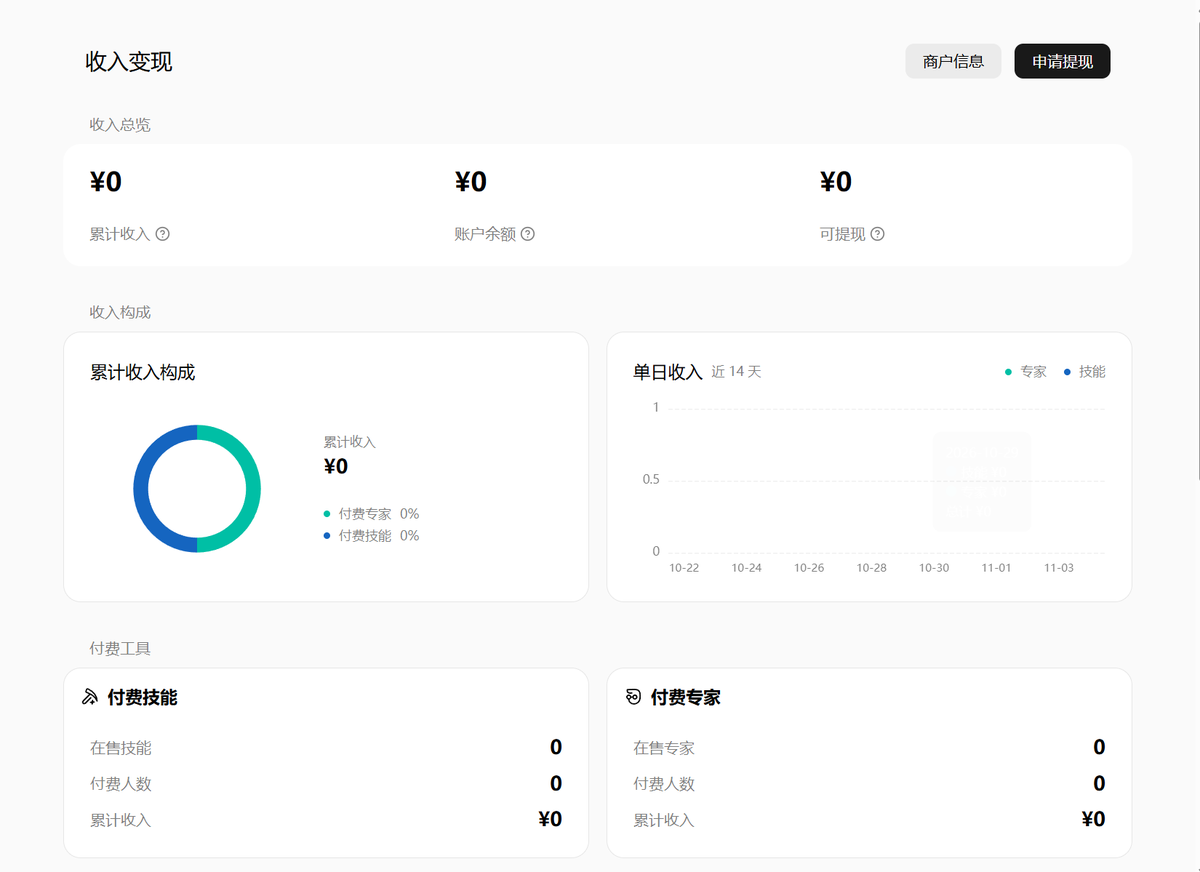 收入变现
商户信息
申请提现
收入总览
¥0
¥0
¥0
累计收入
账户余额
可提现
收入构成
累计收入构成
累计收入
¥0
付费专家 0%
付费技能 0%
单日收入 近 14 天
专家 技能
1
0.5
0
10-22 10-24 10-26 10-28 10-30 11-01 11-03
付费工具
付费技能
在售技能 0
付费人数 0
累计收入 ¥0
付费专家
在售专家 0
付费人数 0
累计收入 ¥0